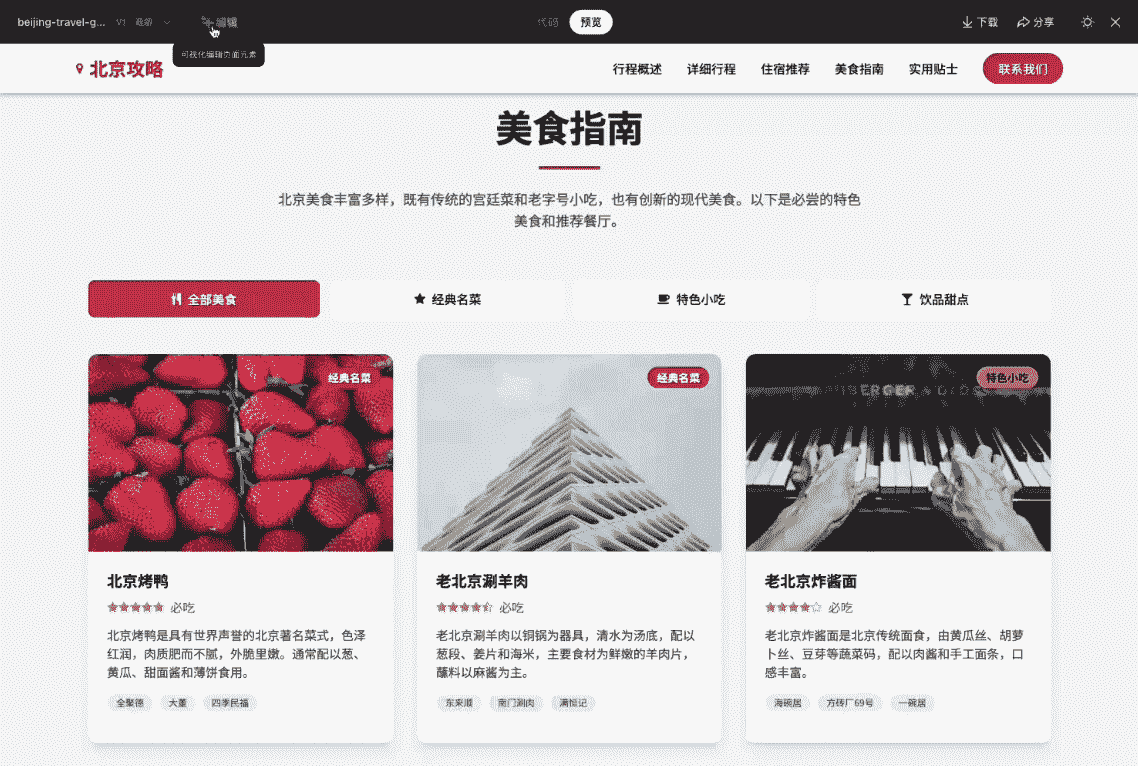 beijing-travel-g... V1 最新
编辑
代码
预览
下载
分享
可视化编辑页面元素
北京攻略
行程概述
详细行程
住宿推荐
美食指南
实用贴士
联系我们
美食指南
北京美食丰富多样，既有传统的宫廷菜和老字号小吃，也有创新的现代美食。以下是必尝的特色
美食和推荐餐厅。
全部美食
经典名菜
特色小吃
饮品甜点
经典名菜
北京烤鸭
必吃
北京烤鸭是具有世界声誉的北京著名菜式，色泽
红润，肉质肥而不腻，外脆里嫩。通常配以葱、
黄瓜、甜面酱和薄饼食用。
全聚德
大董
四季民福
经典名菜
老北京涮羊肉
必吃
老北京涮羊肉以铜锅为器具，清水为汤底，配以
葱段、姜片和海米，主要食材为鲜嫩的羊肉片，
蘸料以麻酱为主。
东来顺
南门涮肉
满恒记
特色小吃
老北京炸酱面
必吃
老北京炸酱面是北京传统面食，由黄瓜丝、胡萝
卜丝、豆芽等蔬菜码，配以肉酱和手工面条，口
感丰富。
海碗居
方砖厂69号
一碗居